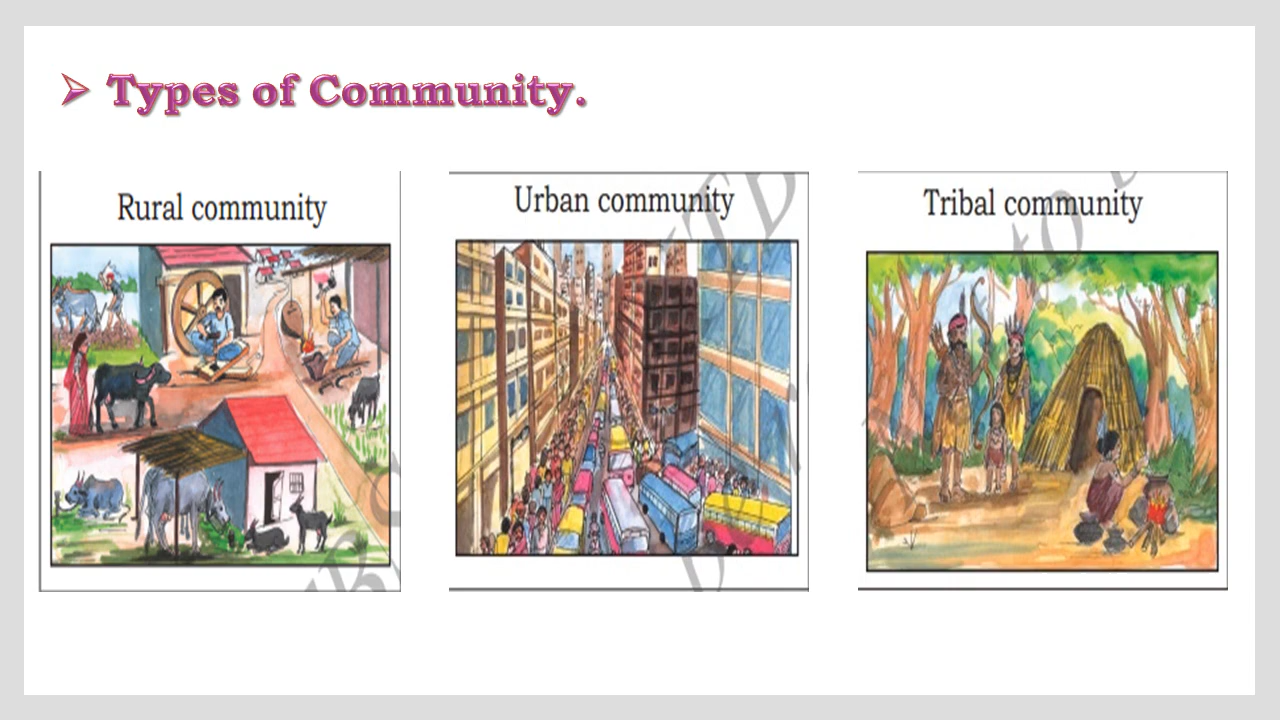 Types of Community.
Rural community
Urban community
Tribal community